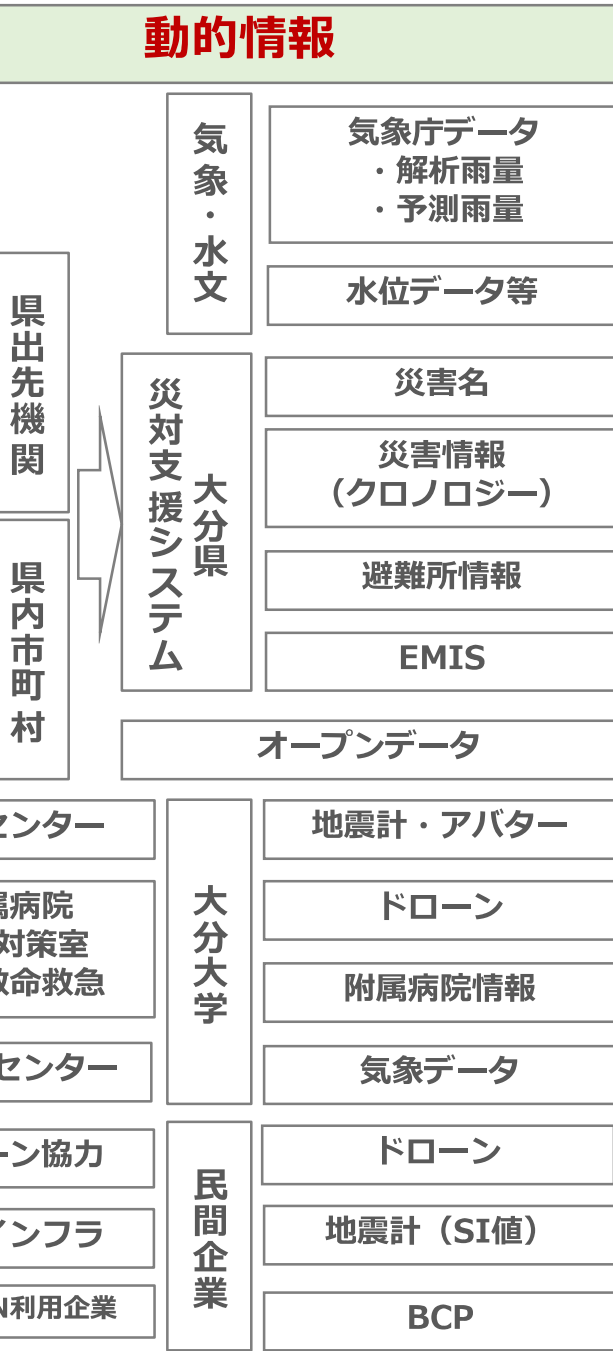 動的情報
気象・水文
気象庁データ
・解析雨量
・予測雨量
水位データ等
県出先機関
県内市町村
大分県
災対支援システム
災害名
災害情報
（クロノロジー）
避難所情報
EMIS
オープンデータ
センター
属病院
対策室
救命救急
センター
大分大学
地震計・アバター
ドローン
附属病院情報
気象データ
ーン協力
インフラ
N利用企業
民間企業
ドローン
地震計（SI値）
BCP